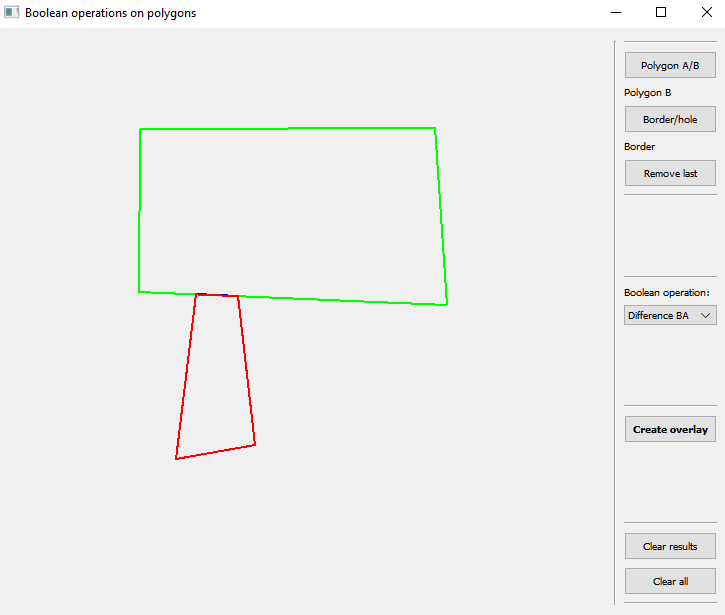 Boolean operations on polygons
Polygon A/B
Polygon B
Border/hole
Border
Remove last
Boolean operation:
Difference BA
Create overlay
Clear results
Clear all